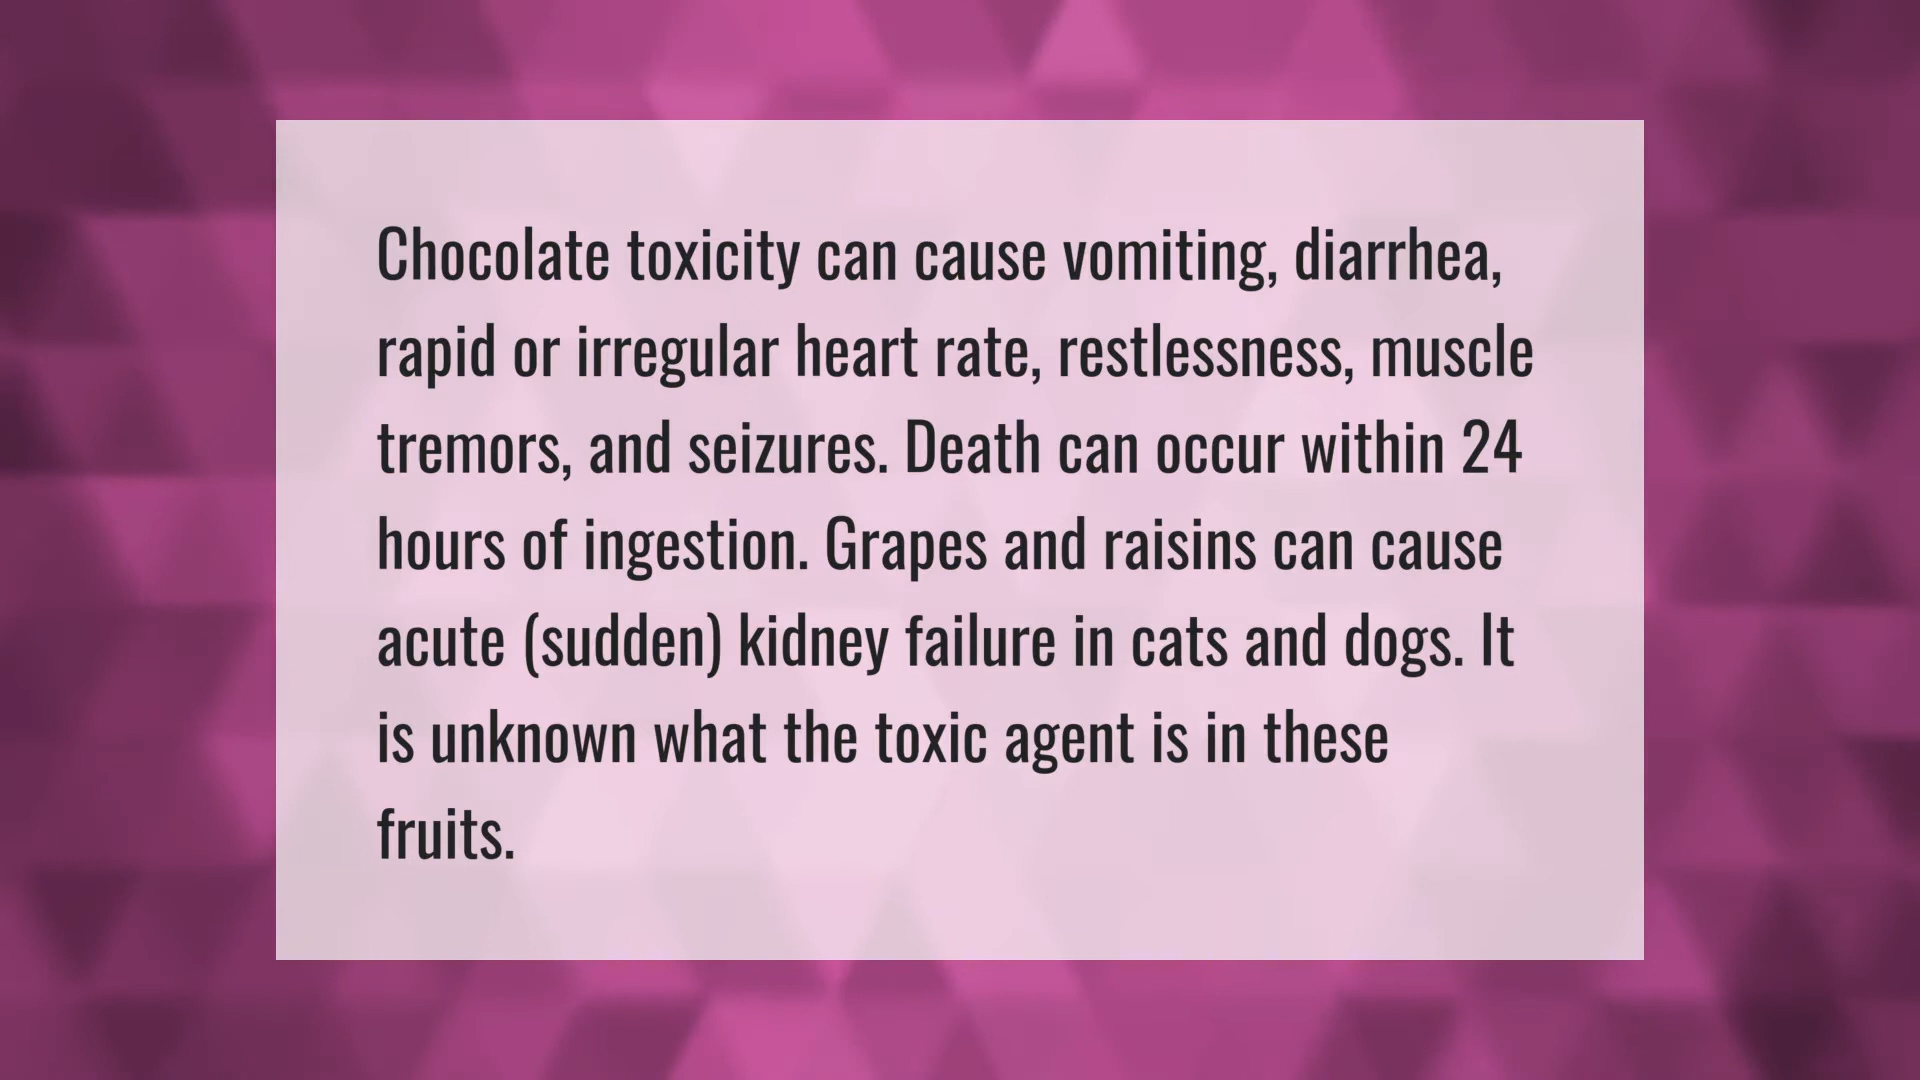 Chocolate toxicity can cause vomiting, diarrhea,
rapid or irregular heart rate, restlessness, muscle
tremors, and seizures. Death can occur within 24
hours of ingestion. Grapes and raisins can cause
acute (sudden) kidney failure in cats and dogs. It
is unknown what the toxic agent is in these
fruits.